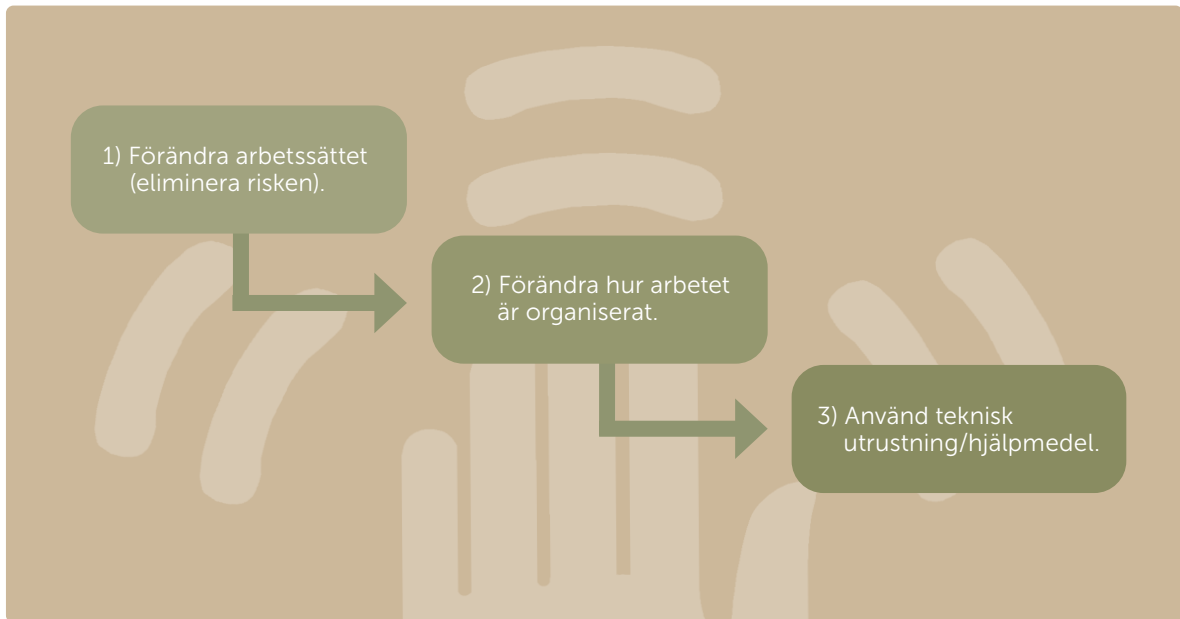 1) Förändra arbetssättet
(eliminera risken).
2) Förändra hur arbetet
är organiserat.
3) Använd teknisk
utrustning/hjälpmedel.